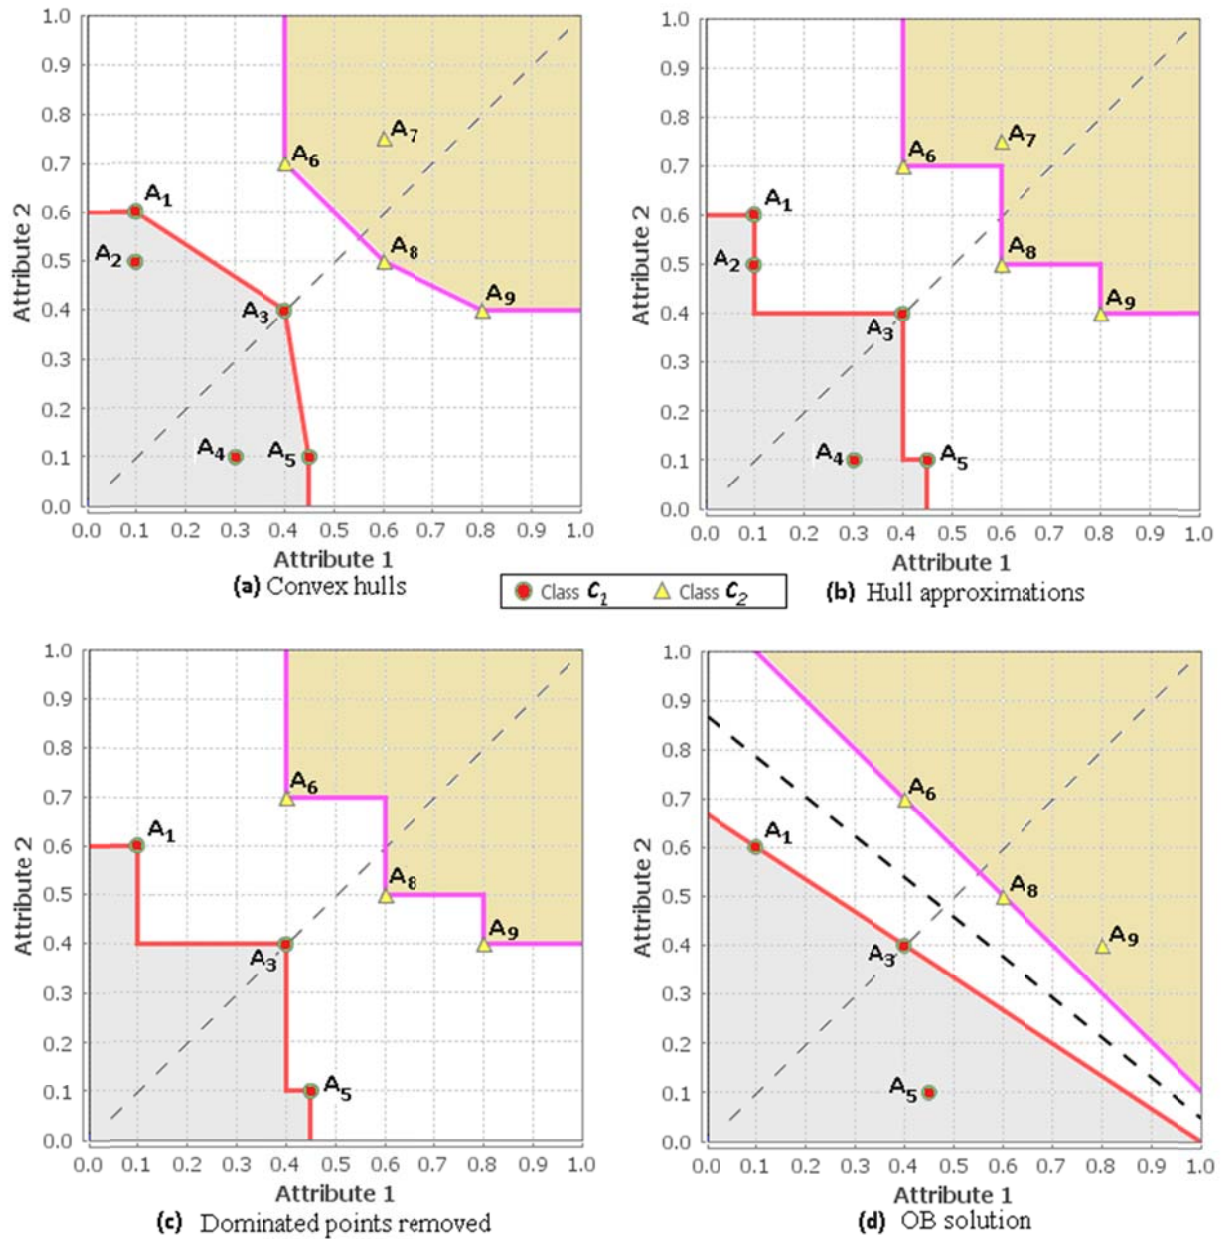 1.0
0.9
0.8
0.7
0.6
0.5
0.4
0.3
0.2
0.1
0.0
Attribute 2
A1
A2
A3
A4
A5
A6
A7
A8
A9
0.0 0.1 0.2 0.3 0.4 0.5 0.6 0.7 0.8 0.9 1.0
Attribute 1
(a) Convex hulls
1.0
0.9
0.8
0.7
0.6
0.5
0.4
0.3
0.2
0.1
0.0
Attribute 2
A1
A2
A3
A4
A5
A6
A7
A8
A9
0.0 0.1 0.2 0.3 0.4 0.5 0.6 0.7 0.8 0.9 1.0
Attribute 1
(b) Hull approximations
Class C1 Class C2
1.0
0.9
0.8
0.7
0.6
0.5
0.4
0.3
0.2
0.1
0.0
Attribute 2
A1
A3
A5
A6
A8
A9
0.0 0.1 0.2 0.3 0.4 0.5 0.6 0.7 0.8 0.9 1.0
Attribute 1
(c) Dominated points removed
1.0
0.9
0.8
0.7
0.6
0.5
0.4
0.3
0.2
0.1
0.0
Attribute 2
A1
A3
A5
A6
A8
A9
0.0 0.1 0.2 0.3 0.4 0.5 0.6 0.7 0.8 0.9 1.0
Attribute 1
(d) OB solution